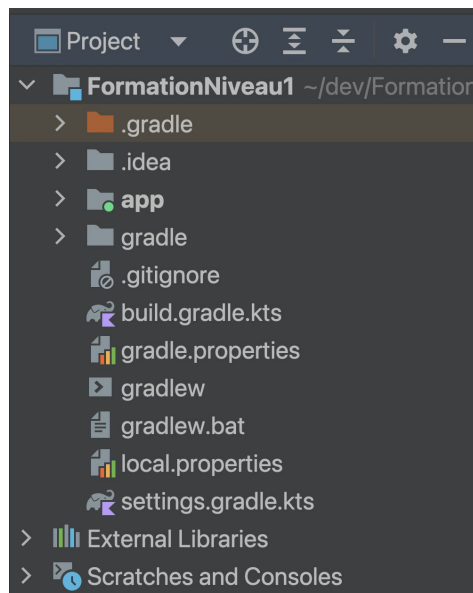 Project
FormationNiveau1 ~/dev/Formation
.gradle
.idea
app
gradle
.gitignore
build.gradle.kts
gradle.properties
gradlew
gradlew.bat
local.properties
settings.gradle.kts
External Libraries
Scratches and Consoles